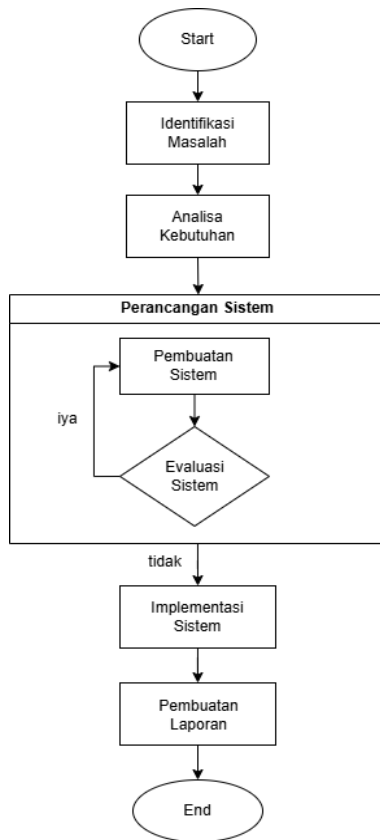 Start
Identifikasi
Masalah
Analisa
Kebutuhan
Perancangan Sistem
Pembuatan
Sistem
iya
Evaluasi
Sistem
tidak
Implementasi
Sistem
Pembuatan
Laporan
End